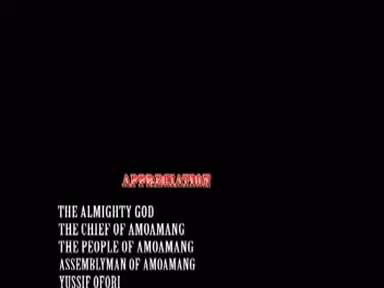 APPRECIATION
THE ALMIGHTY GOD
THE CHIEF OF AMOAMANG
THE PEOPLE OF AMOAMANG
ASSEMBLYMAN OF AMOAMANG
YUSSIF OFORI